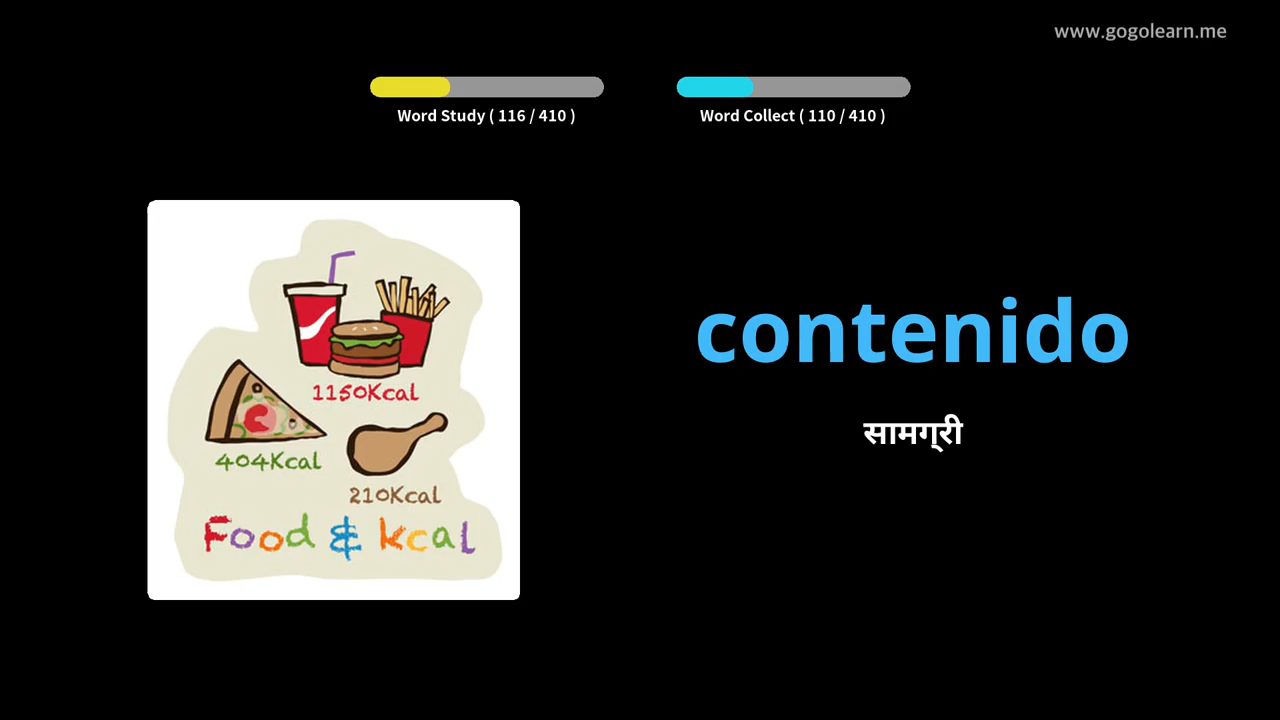 www.gogolearn.me
Word Study ( 116 / 410 )
Word Collect ( 110 / 410 )
1150Kcal
404Kcal
210Kcal
Food & kcal
contenido
सामग्री